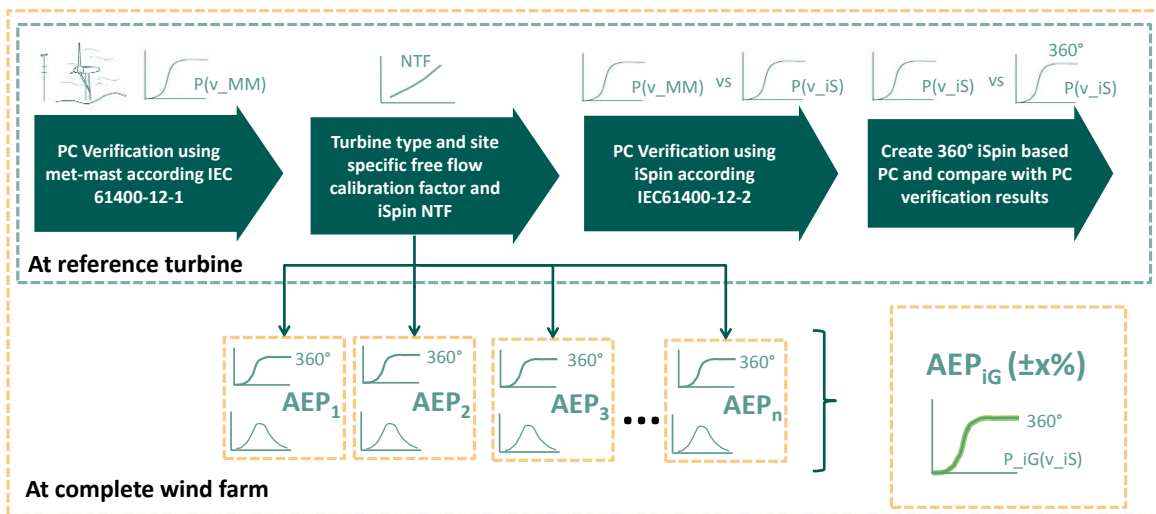 P(v_MM)
NTF
P(v_MM) vs P(v_iS)
P(v_iS) vs 360° P(v_iS)
PC Verification using
met-mast according IEC
61400-12-1
Turbine type and site
specific free flow
calibration factor and
iSpin NTF
PC Verification using
iSpin according
IEC61400-12-2
Create 360° iSpin based
PC and compare with PC
verification results
At reference turbine
360°
AEP1
360°
AEP2
360°
AEP3
...
360°
AEPn
AEPiG (±x%)
360°
P_iG(v_iS)
At complete wind farm